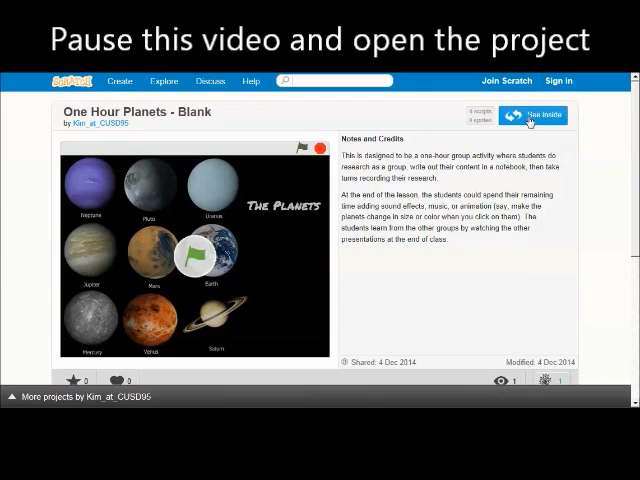 Pause this video and open the project
SCRATCH Create Explore Discuss Help Join Scratch Sign in
One Hour Planets - Blank
by Kim_at_CUSD95
See inside
Neptune Pluto Uranus
The Planets
Jupiter Mars Earth
Mercury Venus Saturn
Notes and Credits
This is designed to be a one-hour group activity where students do
research as a group, write out their content in a notebook, then take
turns recording their research.
At the end of the lesson, the students could spend their remaining
time adding sound effects, music, or animation (say, make the
planets change in size or color when you click on them). The
students learn from the other groups by watching the other
presentations at the end of class.
Shared: 4 Dec 2014 Modified: 4 Dec 2014
0 0 1 1
More projects by Kim_at_CUSD95